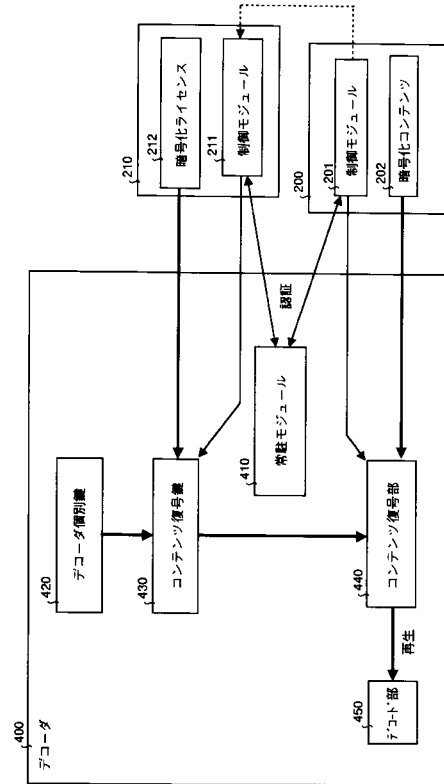 400
デコーダ
420
デコーダ個別鍵
430
コンテンツ復号鍵
410
常駐モジュール
440
コンテンツ復号部
450
デコード部
再生
認証
210
212
暗号化ライセンス
211
制御モジュール
200
201
制御モジュール
202
暗号化コンテンツ